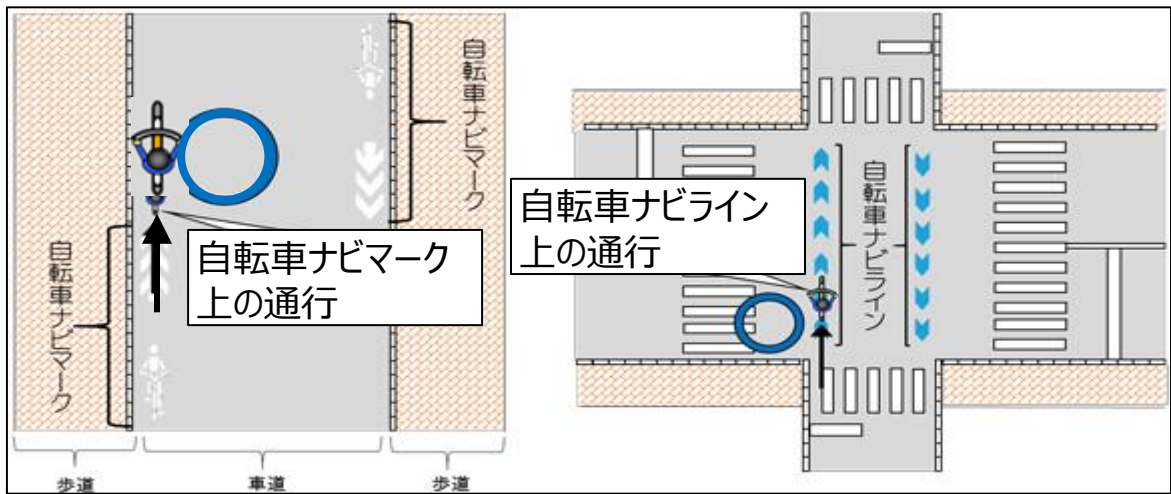 自転車ナビマーク
自転車ナビマーク
上の通行
自転車ナビマーク
歩道
車道
歩道
自転車ナビライン
上の通行
自転車ナビライン